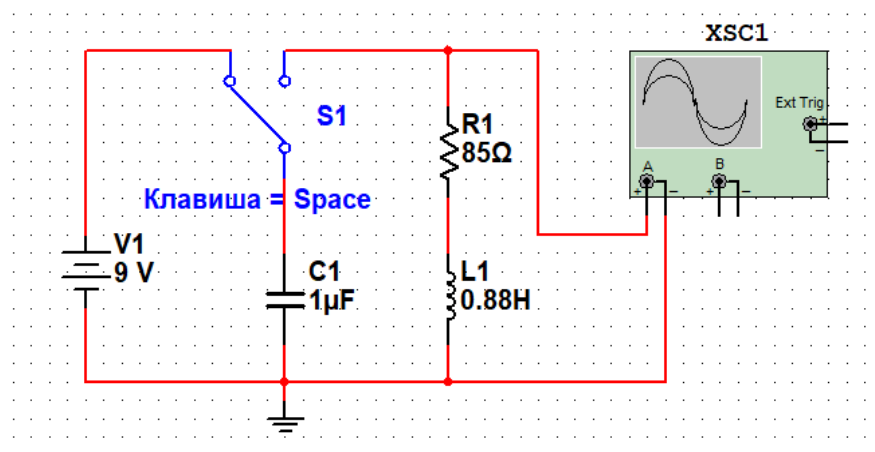 XSC1
Ext Trig
+
−
A
B
+
−
+
−
S1
Клавиша = Space
R1
85Ω
V1
9 V
C1
1µF
L1
0.88H